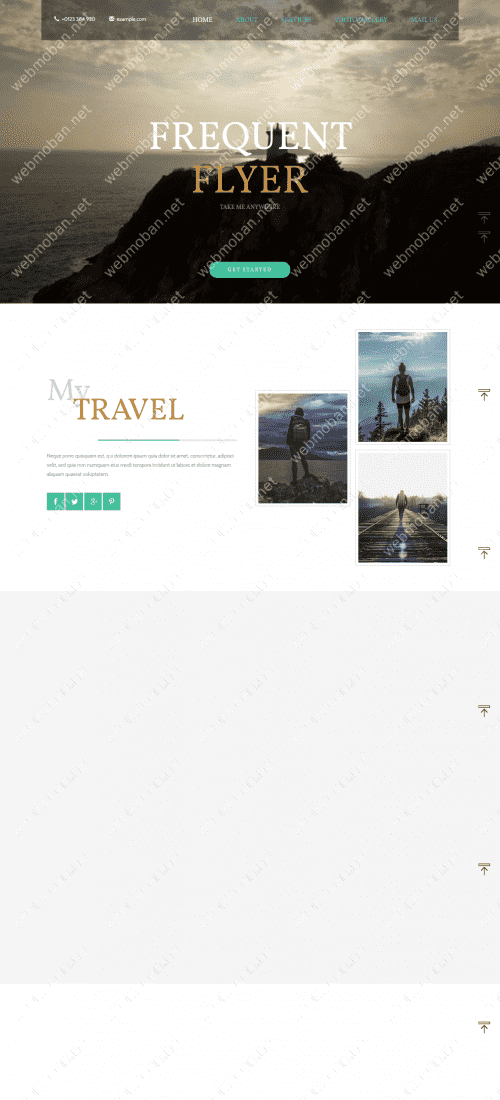 +0123 384 920 example.com HOME ABOUT SERVICES PHOTO GALLERY MAIL US
FREQUENT
FLYER
TAKE ME ANYWHERE
GET STARTED
My
TRAVEL
Neque porro quisquam est, qui dolorem ipsum quia dolor sit amet, consectetur, adipisci
velit, sed quia non numquam eius modi tempora incidunt ut labore et dolore magnam
aliquam quaerat voluptatem.
webmoban.net